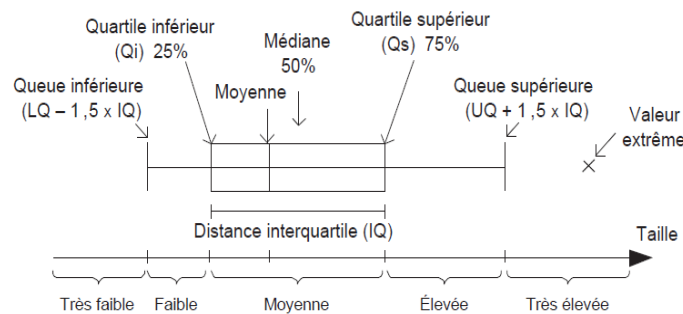 Quartile inférieur
(Qi) 25%
Médiane
50%
Quartile supérieur
(Qs) 75%
Queue inférieure
(LQ – 1 ,5 x IQ)
Moyenne
Queue supérieure
(UQ + 1,5 x IQ)
Valeur
extrême
Distance interquartile (IQ)
Taille
Très faible
Faible
Moyenne
Élevée
Très élevée